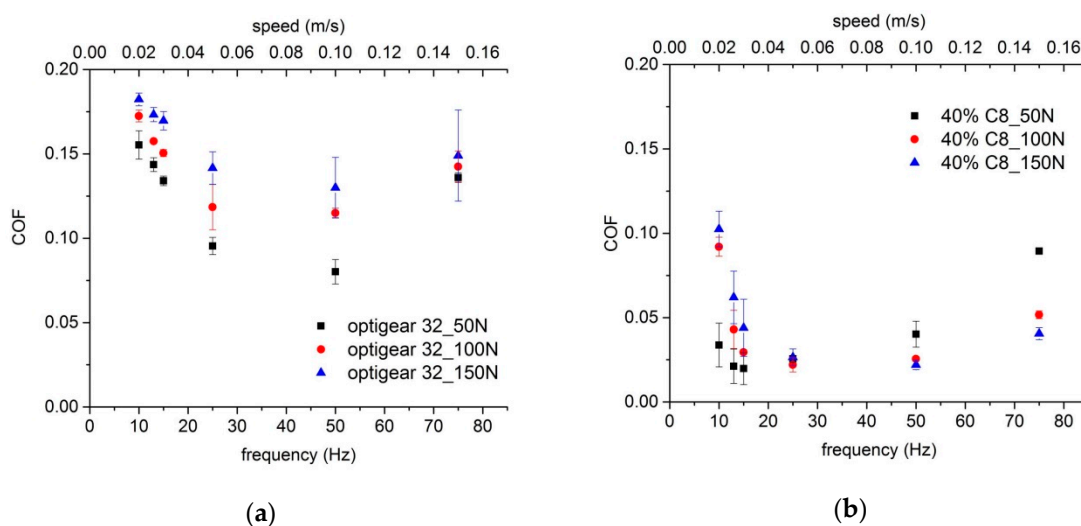 speed (m/s)
0.00 0.02 0.04 0.06 0.08 0.10 0.12 0.14 0.16
0.20
0.15
0.10
0.05
0.00
COF
optigear 32_50N
optigear 32_100N
optigear 32_150N
0 10 20 30 40 50 60 70 80
frequency (Hz)
(a)
speed (m/s)
0.00 0.02 0.04 0.06 0.08 0.10 0.12 0.14 0.16
0.20
0.15
0.10
0.05
0.00
COF
40% C8_50N
40% C8_100N
40% C8_150N
0 10 20 30 40 50 60 70 80
frequency (Hz)
(b)